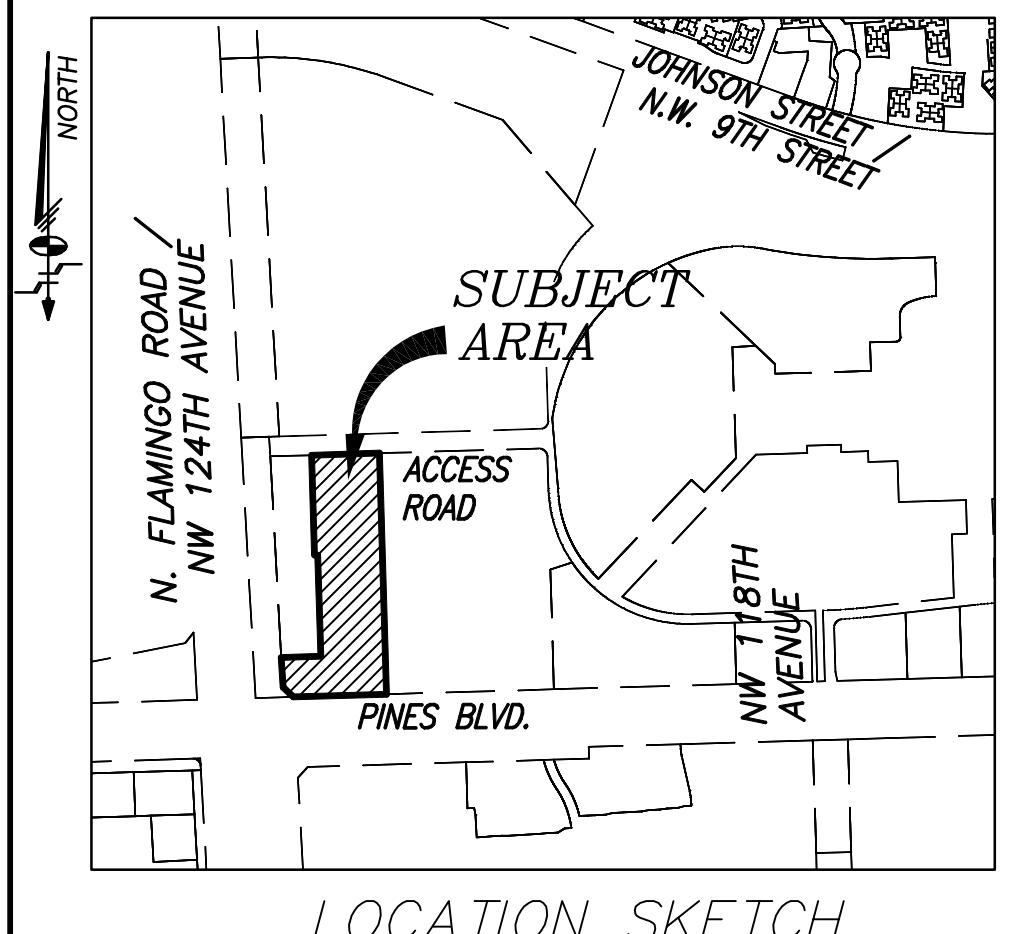 NORTH
JOHNSON STREET /
N.W. 9TH STREET
N. FLAMINGO ROAD /
NW 124TH AVENUE
SUBJECT
AREA
ACCESS
ROAD
NW 118TH
AVENUE
PINES BLVD.
LOCATION SKETCH